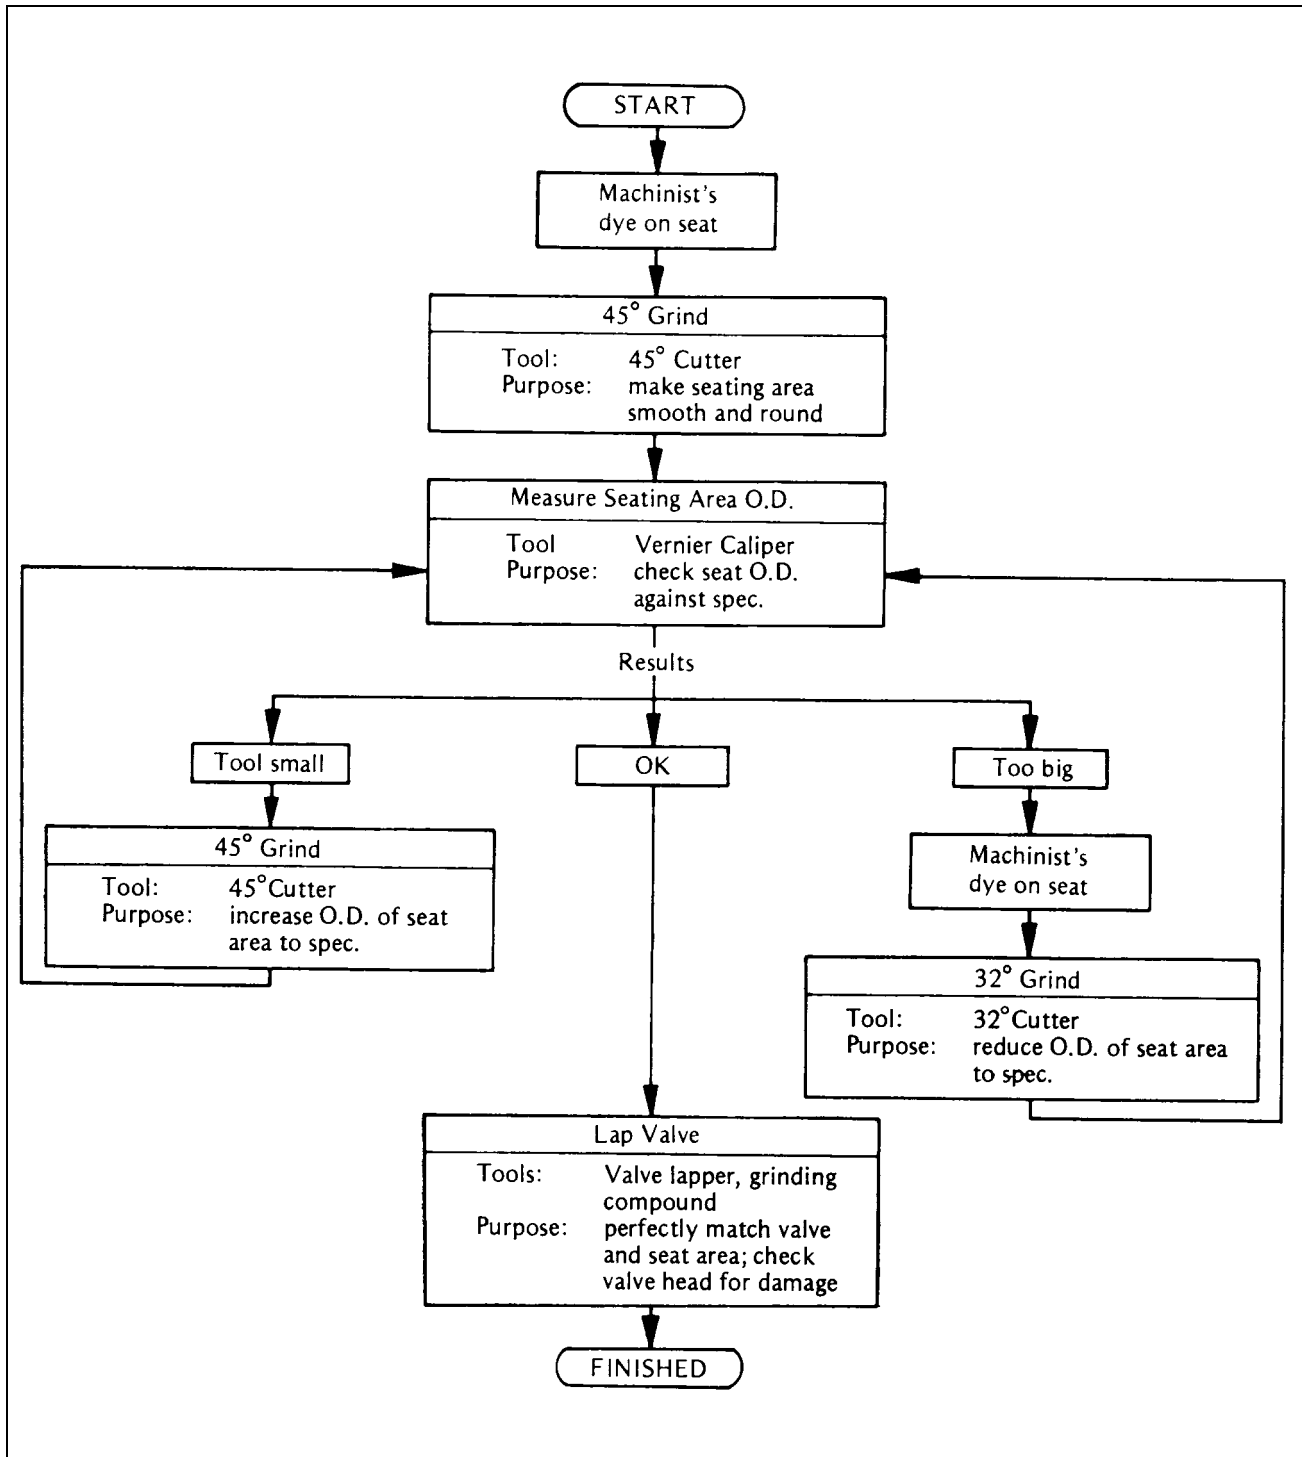 START
Machinist's
dye on seat
45° Grind
Tool: 45° Cutter
Purpose: make seating area
smooth and round
Measure Seating Area O.D.
Tool Vernier Caliper
Purpose: check seat O.D.
against spec.
Results
Tool small
OK
Too big
45° Grind
Tool: 45° Cutter
Purpose: increase O.D. of seat
area to spec.
Machinist's
dye on seat
32° Grind
Tool: 32° Cutter
Purpose: reduce O.D. of seat area
to spec.
Lap Valve
Tools: Valve lapper, grinding
compound
Purpose: perfectly match valve
and seat area; check
valve head for damage
FINISHED